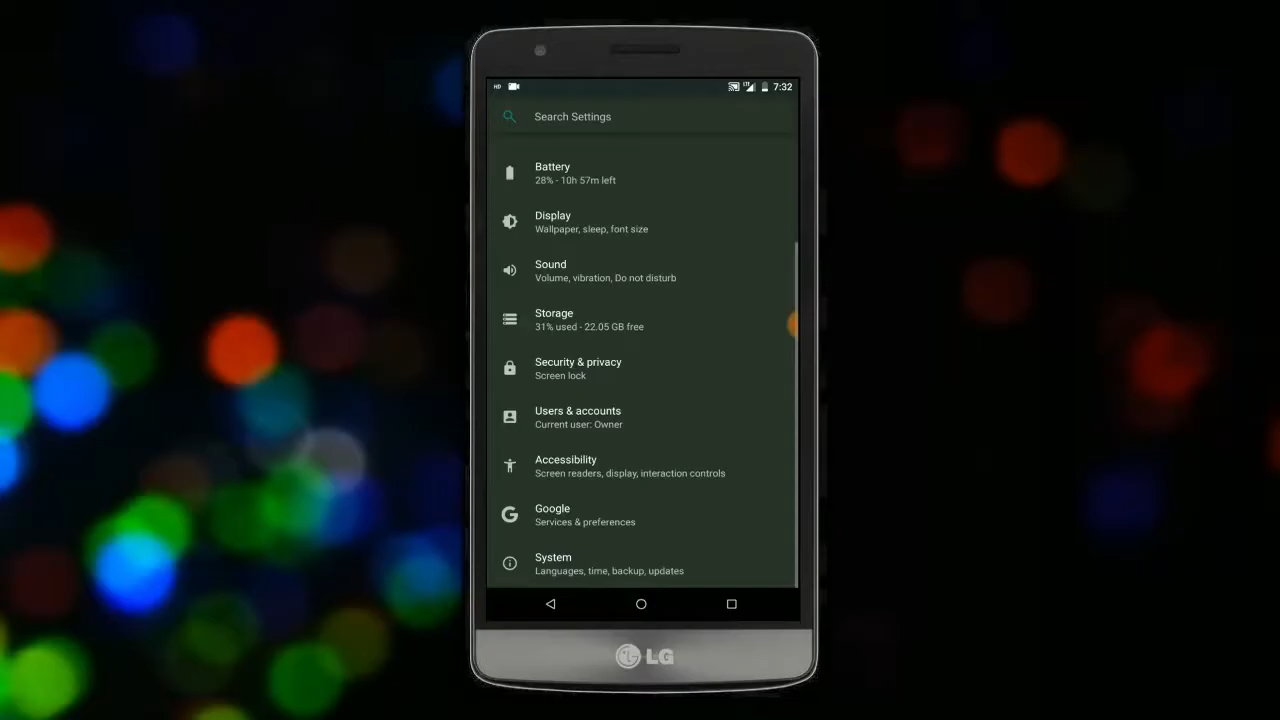 HD LTE 7:32
Search Settings
Battery
28% - 10h 57m left
Display
Wallpaper, sleep, font size
Sound
Volume, vibration, Do not disturb
Storage
31% used - 22.05 GB free
Security & privacy
Screen lock
Users & accounts
Current user: Owner
Accessibility
Screen readers, display, interaction controls
Google
Services & preferences
System
Languages, time, backup, updates
LG